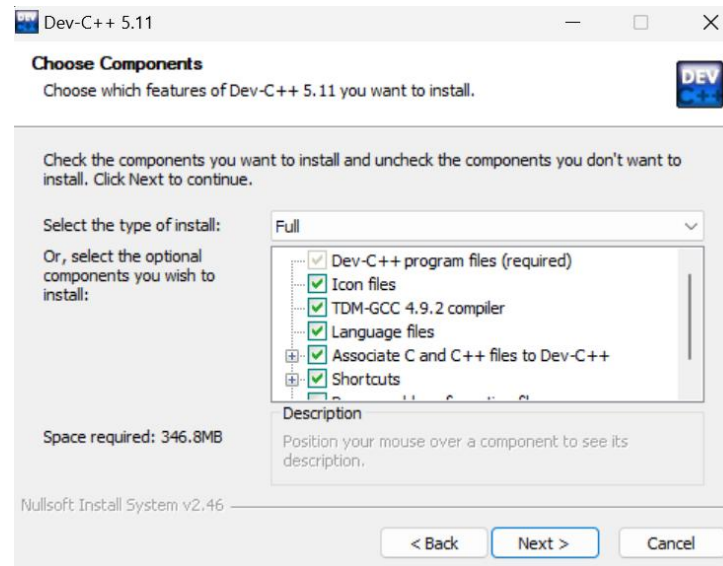 Dev-C++ 5.11
Choose Components
Choose which features of Dev-C++ 5.11 you want to install.
DEV
C++
Check the components you want to install and uncheck the components you don't want to
install. Click Next to continue.
Select the type of install:
Full
Or, select the optional
components you wish to
install:
Dev-C++ program files (required)
Icon files
TDM-GCC 4.9.2 compiler
Language files
Associate C and C++ files to Dev-C++
Shortcuts
Space required: 346.8MB
Description
Position your mouse over a component to see its
description.
Nullsoft Install System v2.46
< Back
Next >
Cancel